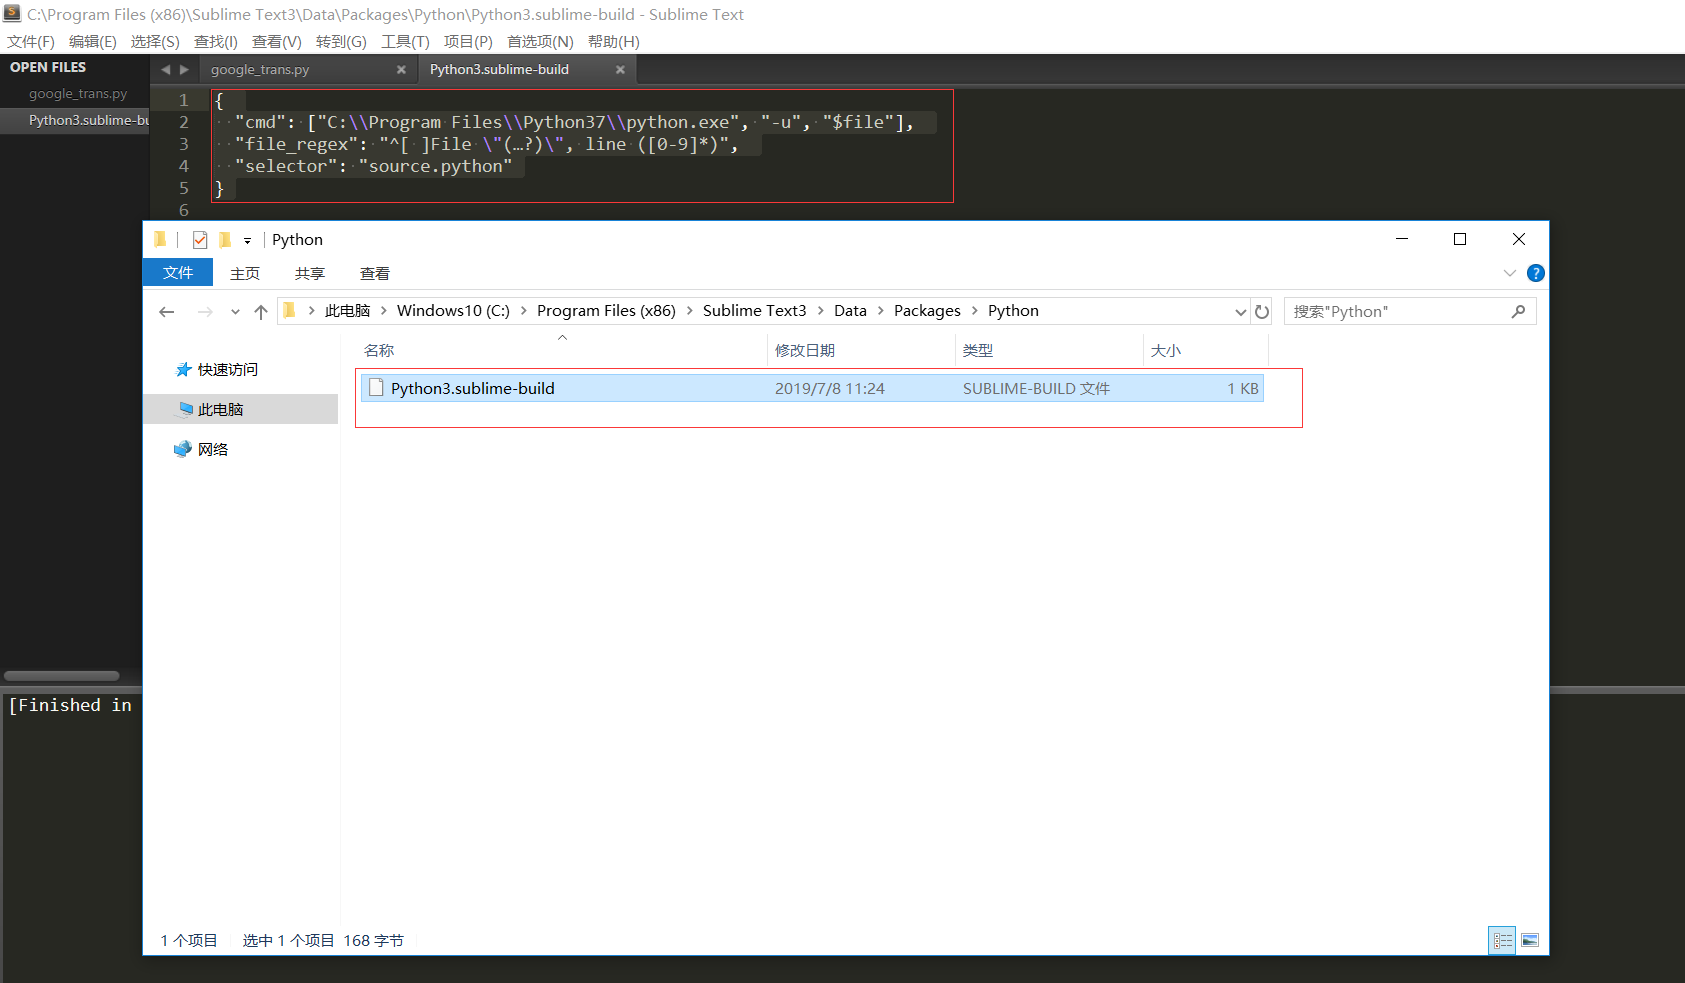 C:\Program Files (x86)\Sublime Text3\Data\Packages\Python\Python3.sublime-build - Sublime Text
文件(F) 编辑(E) 选择(S) 查找(I) 查看(V) 转到(G) 工具(T) 项目(P) 首选项(N) 帮助(H)
OPEN FILES
google_trans.py
Python3.sublime-bu
google_trans.py
Python3.sublime-build
1 {
2 "cmd": ["C:\\Program Files\\Python37\\python.exe", "-u", "$file"],
3 "file_regex": "^[ ]File \"(…?)\", line ([0-9]*)",
4 "selector": "source.python"
5 }
6
Python
文件 主页 共享 查看
此电脑 Windows10 (C:) Program Files (x86) Sublime Text3 Data Packages Python
搜索"Python"
名称 修改日期 类型 大小
Python3.sublime-build 2019/7/8 11:24 SUBLIME-BUILD 文件 1 KB
快速访问
此电脑
网络
[Finished in
1 个项目 选中 1 个项目 168 字节